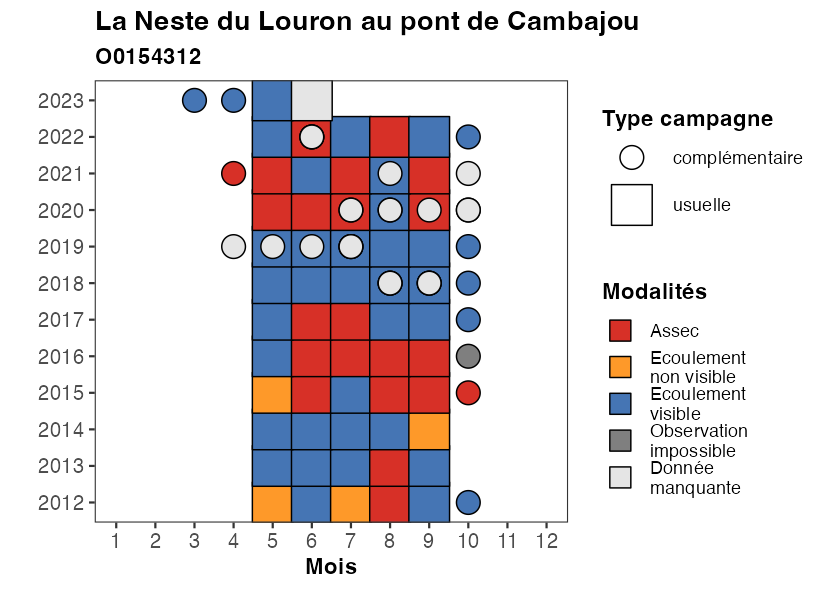 La Neste du Louron au pont de Cambajou
O0154312
2023
2022
2021
2020
2019
2018
2017
2016
2015
2014
2013
2012
1 2 3 4 5 6 7 8 9 10 11 12
Mois
Type campagne
complémentaire
usuelle
Modalités
Assec
Ecoulement
non visible
Ecoulement
visible
Observation
impossible
Donnée
manquante